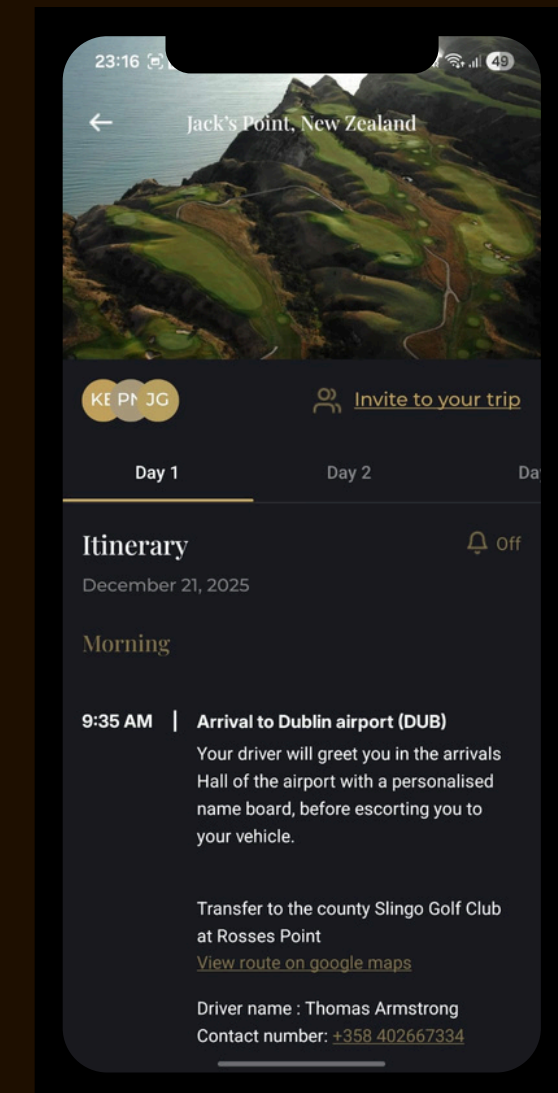 23:16
49
Jack's Point, New Zealand
KE PN JG
Invite to your trip
Day 1
Day 2
Da
Itinerary
Off
December 21, 2025
Morning
9:35 AM
Arrival to Dublin airport (DUB)
Your driver will greet you in the arrivals
Hall of the airport with a personalised
name board, before escorting you to
your vehicle.
Transfer to the county Slingo Golf Club
at Rosses Point
View route on google maps
Driver name : Thomas Armstrong
Contact number: +358 402667334